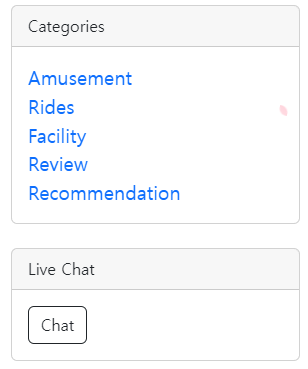 Categories
Amusement
Rides
Facility
Review
Recommendation
Live Chat
Chat